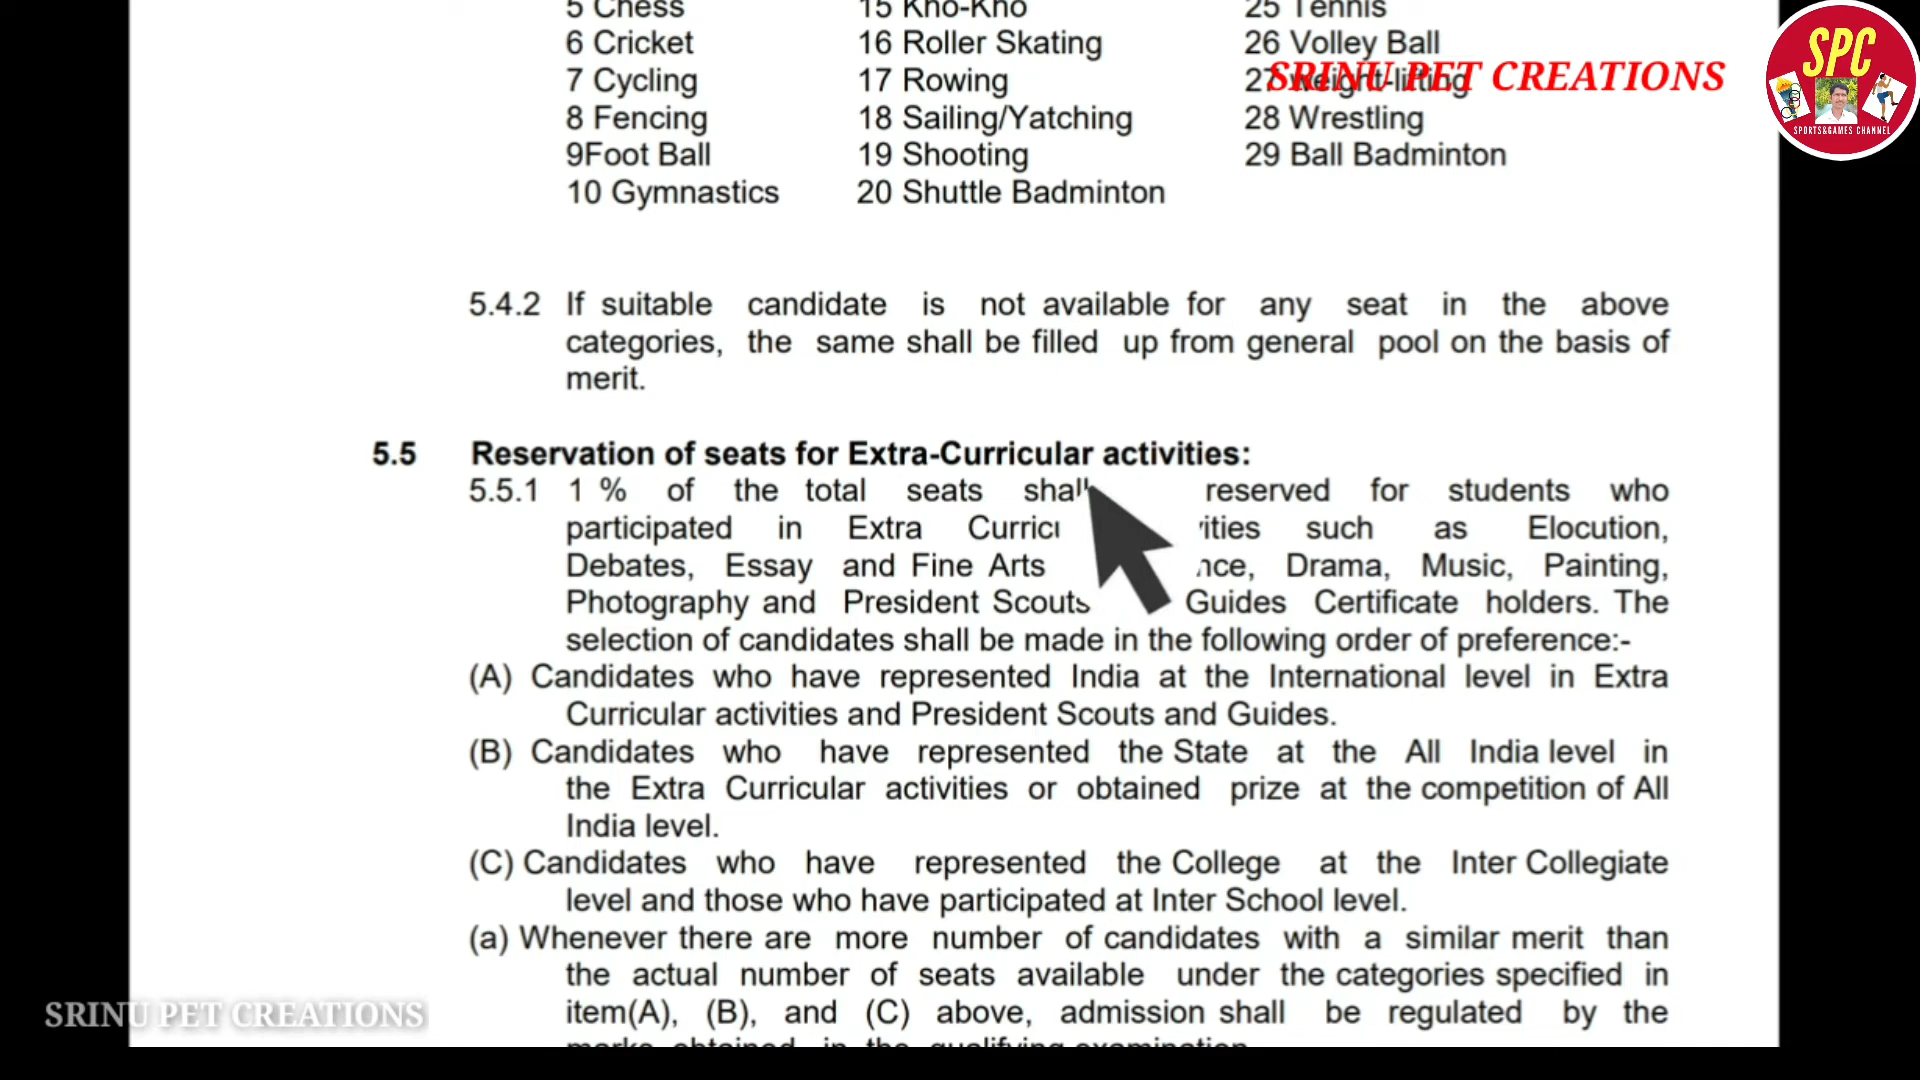 5 Chess 15 Kho-Kho 25 Tennis
6 Cricket 16 Roller Skating 26 Volley Ball
7 Cycling 17 Rowing 27 weight-lifting
SRINU PET CREATIONS
SPC
SPORTS&GAMES CHANNEL
8 Fencing 18 Sailing/Yatching 28 Wrestling
9Foot Ball 19 Shooting 29 Ball Badminton
10 Gymnastics 20 Shuttle Badminton
5.4.2 If suitable candidate is not available for any seat in the above
categories, the same shall be filled up from general pool on the basis of
merit.
5.5 Reservation of seats for Extra-Curricular activities:
5.5.1 1 % of the total seats shall reserved for students who
participated in Extra such as Elocution,
Debates, Essay and Fine Arts Drama, Music, Painting,
Photography and President Scouts Guides Certificate holders. The
selection of candidates shall be made in the following order of preference:-
(A) Candidates who have represented India at the International level in Extra
Curricular activities and President Scouts and Guides.
(B) Candidates who have represented the State at the All India level in
the Extra Curricular activities or obtained prize at the competition of All
India level.
(C) Candidates who have represented the College at the Inter Collegiate
level and those who have participated at Inter School level.
(a) Whenever there are more number of candidates with a similar merit than
the actual number of seats available under the categories specified in
item(A), (B), and (C) above, admission shall be regulated by the
marks obtained in the qualifying examination
SRINU PET CREATIONS